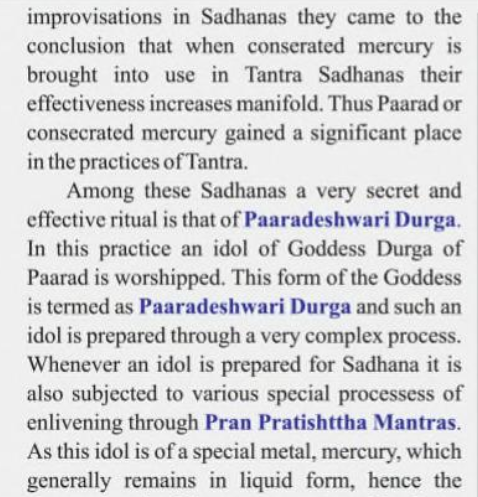 improvisations in Sadhanas they came to the
conclusion that when conserated mercury is
brought into use in Tantra Sadhanas their
effectiveness increases manifold. Thus Paarad or
consecrated mercury gained a significant place
in the practices of Tantra.
Among these Sadhanas a very secret and
effective ritual is that of Paaradeshwari Durga.
In this practice an idol of Goddess Durga of
Paarad is worshipped. This form of the Goddess
is termed as Paaradeshwari Durga and such an
idol is prepared through a very complex process.
Whenever an idol is prepared for Sadhana it is
also subjected to various special processess of
enlivening through Pran Pratishttha Mantras.
As this idol is of a special metal, mercury, which
generally remains in liquid form, hence the